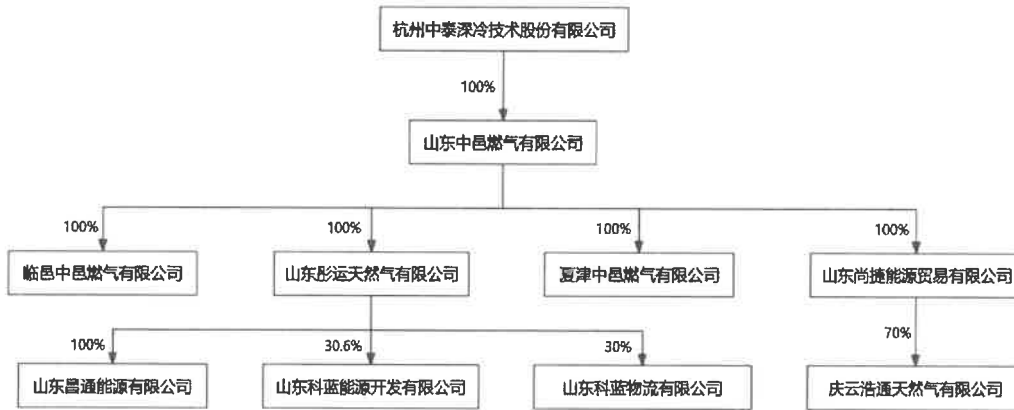 杭州中泰深冷技术股份有限公司
100%
山东中邑燃气有限公司
100%
100%
100%
100%
临邑中邑燃气有限公司
山东彤运天然气有限公司
夏津中邑燃气有限公司
山东尚捷能源贸易有限公司
100%
30.6%
30%
70%
山东昌通能源有限公司
山东科蓝能源开发有限公司
山东科蓝物流有限公司
庆云浩通天然气有限公司